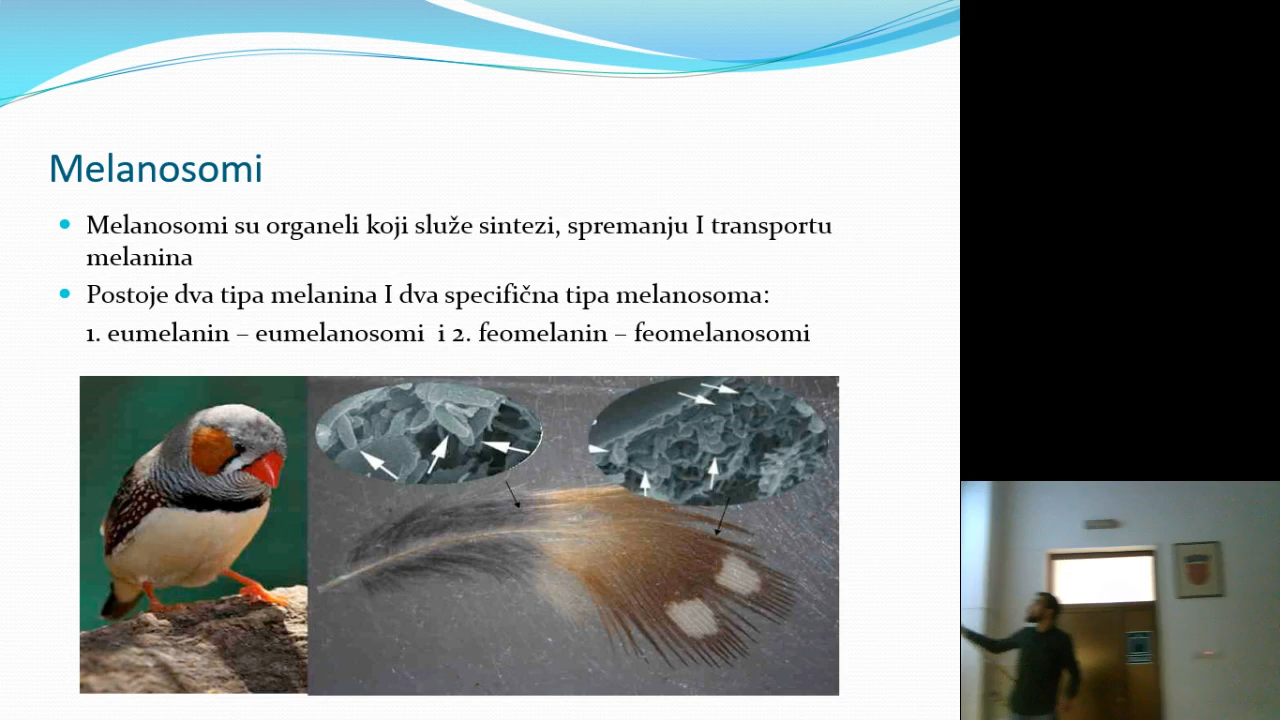 Melanosomi
Melanosomi su organeli koji služe sintezi, spremanju I transportu
melanina
Postoje dva tipa melanina I dva specifična tipa melanosoma:
1. eumelanin – eumelanosomi i 2. feomelanin – feomelanosomi